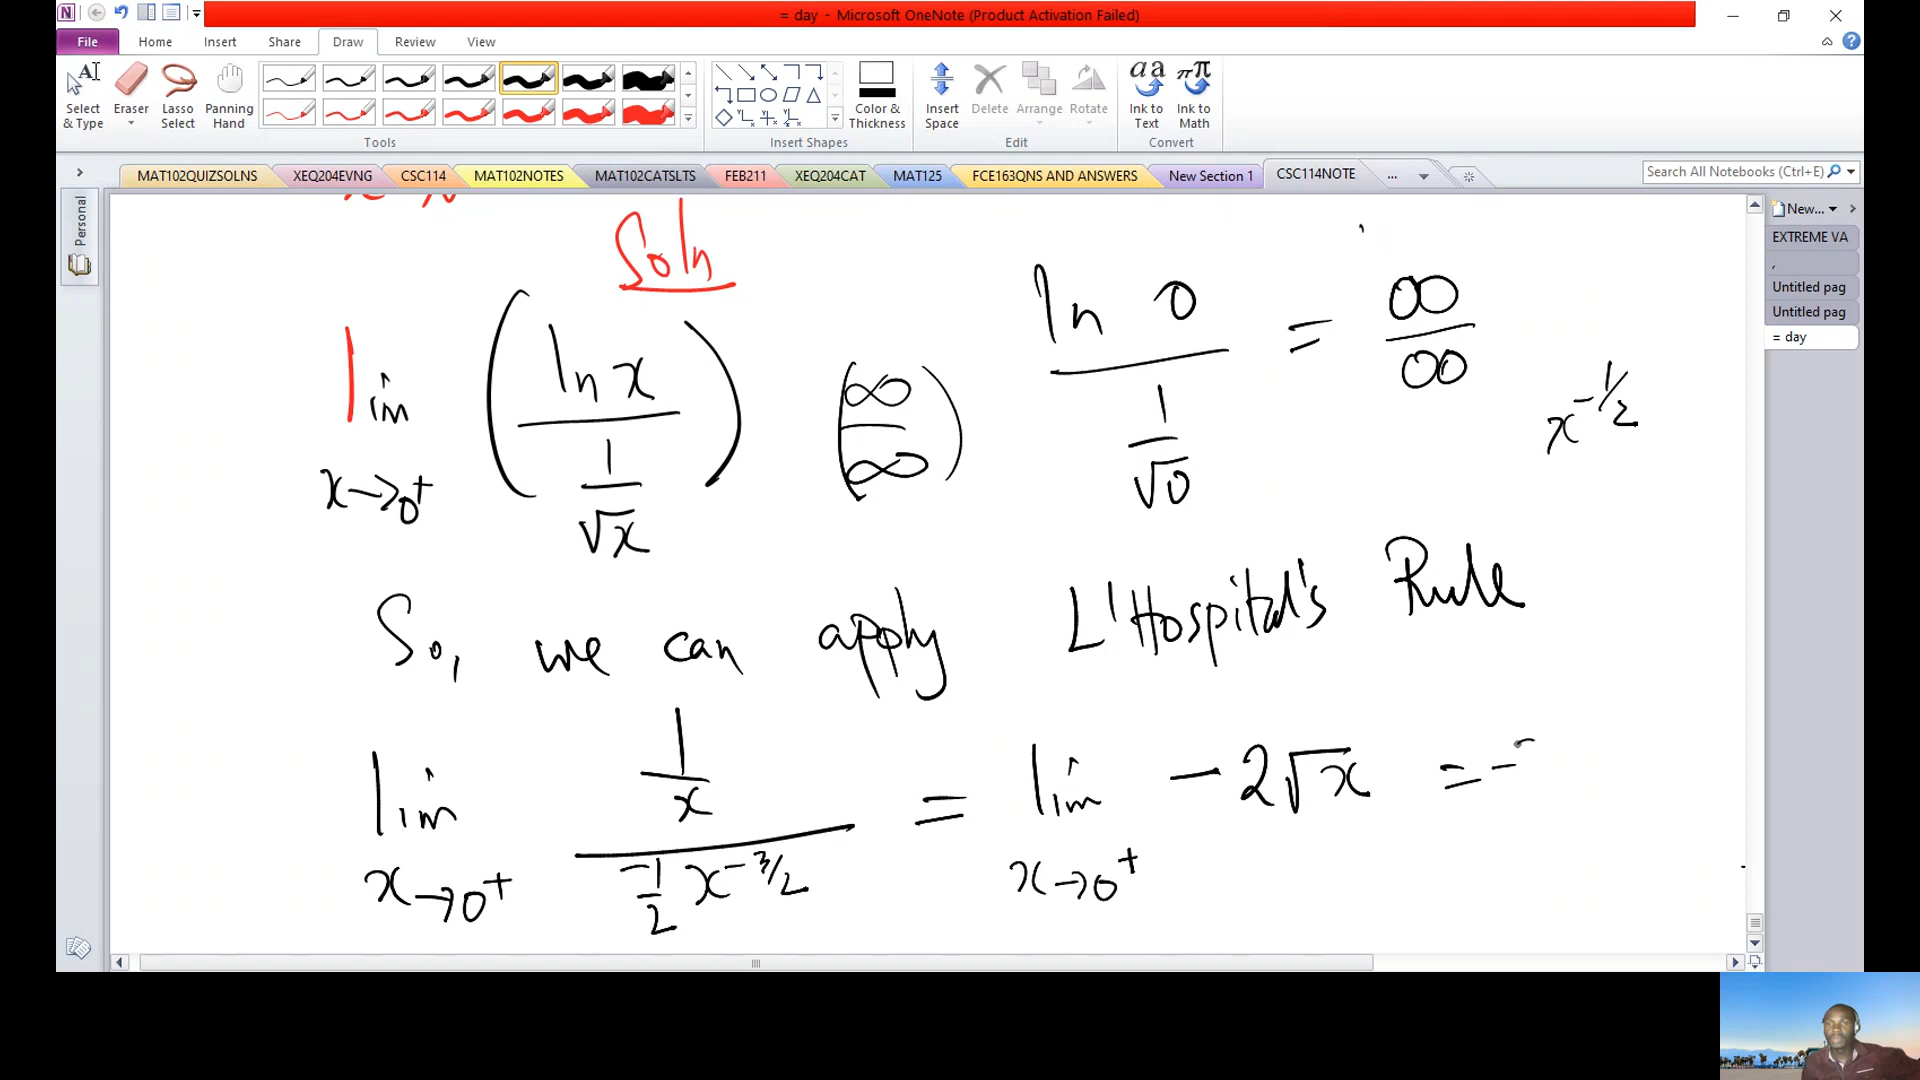 = day - Microsoft OneNote (Product Activation Failed)
File Home Insert Share Draw Review View
Select & Type Eraser Lasso Select Panning Hand Color & Thickness Insert Space Delete Arrange Rotate Ink to Text Ink to Math
Tools Insert Shapes Edit Convert
MAT102QUIZSOLNS XEQ204EVNG CSC114 MAT102NOTES MAT102CATSLTS FEB211 XEQ204CAT MAT125 FCE163QNS AND ANSWERS New Section 1 CSC114NOTE ... Search All Notebooks (Ctrl+E)
Personal
New...
EXTREME VA
,
Untitled pag
Untitled pag
= day
Soln
lim x→0+ (ln x / (1/√x)) (∞/∞) ln 0 / (1/√0) = ∞/∞ x^-1/2
So, we can apply L'Hospital's Rule
lim x→0+ (1/x) / (-1/2 x^-3/2) = lim x→0+ -2√x = -